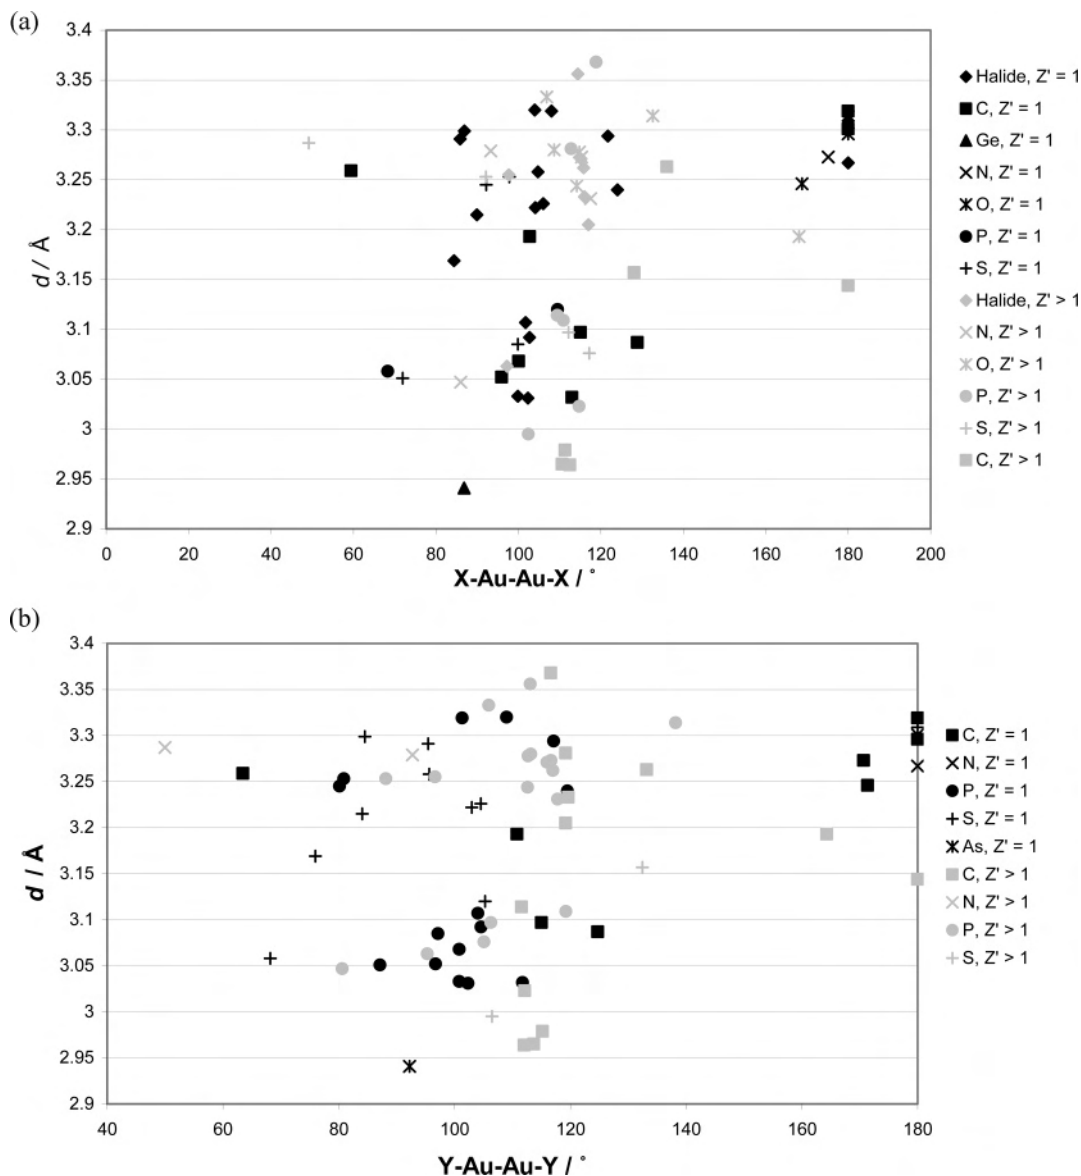 (a)
3.4
3.35
3.3
3.25
3.2
3.15
3.1
3.05
3
2.95
2.9
d / Å
0 20 40 60 80 100 120 140 160 180 200
X-Au-Au-X / °
Halide, Z' = 1
C, Z' = 1
Ge, Z' = 1
N, Z' = 1
O, Z' = 1
P, Z' = 1
S, Z' = 1
Halide, Z' > 1
N, Z' > 1
O, Z' > 1
P, Z' > 1
S, Z' > 1
C, Z' > 1
(b)
3.4
3.35
3.3
3.25
3.2
3.15
3.1
3.05
3
2.95
2.9
d / Å
40 60 80 100 120 140 160 180
Y-Au-Au-Y / °
C, Z' = 1
N, Z' = 1
P, Z' = 1
S, Z' = 1
As, Z' = 1
C, Z' > 1
N, Z' > 1
P, Z' > 1
S, Z' > 1